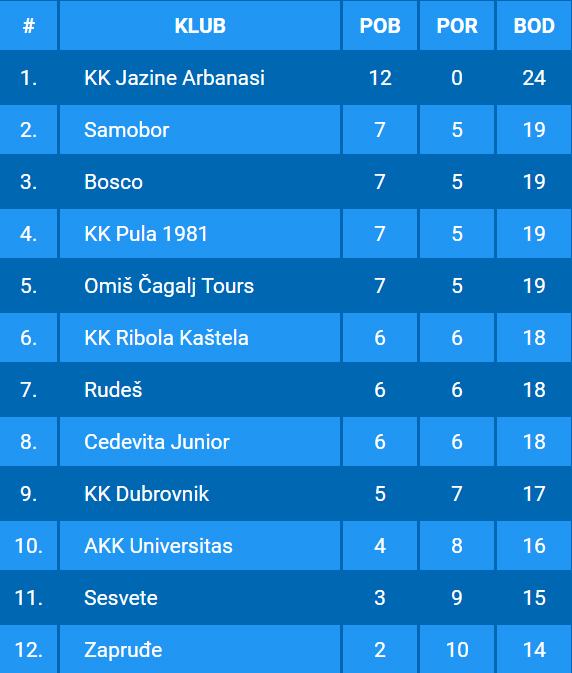 # KLUB POB POR BOD
1. KK Jazine Arbanasi 12 0 24
2. Samobor 7 5 19
3. Bosco 7 5 19
4. KK Pula 1981 7 5 19
5. Omiš Čagalj Tours 7 5 19
6. KK Ribola Kaštela 6 6 18
7. Rudeš 6 6 18
8. Cedevita Junior 6 6 18
9. KK Dubrovnik 5 7 17
10. AKK Universitas 4 8 16
11. Sesvete 3 9 15
12. Zapruđe 2 10 14